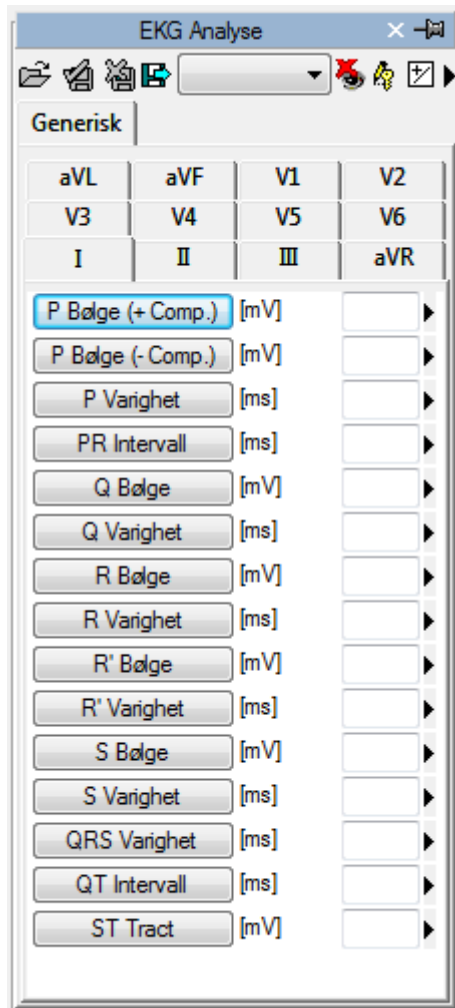 EKG Analyse
Generisk
aVL aVF V1 V2
V3 V4 V5 V6
I II III aVR
P Bølge (+ Comp.) [mV]
P Bølge (- Comp.) [mV]
P Varighet [ms]
PR Intervall [ms]
Q Bølge [mV]
Q Varighet [ms]
R Bølge [mV]
R Varighet [ms]
R' Bølge [mV]
R' Varighet [ms]
S Bølge [mV]
S Varighet [ms]
QRS Varighet [ms]
QT Intervall [ms]
ST Tract [mV]